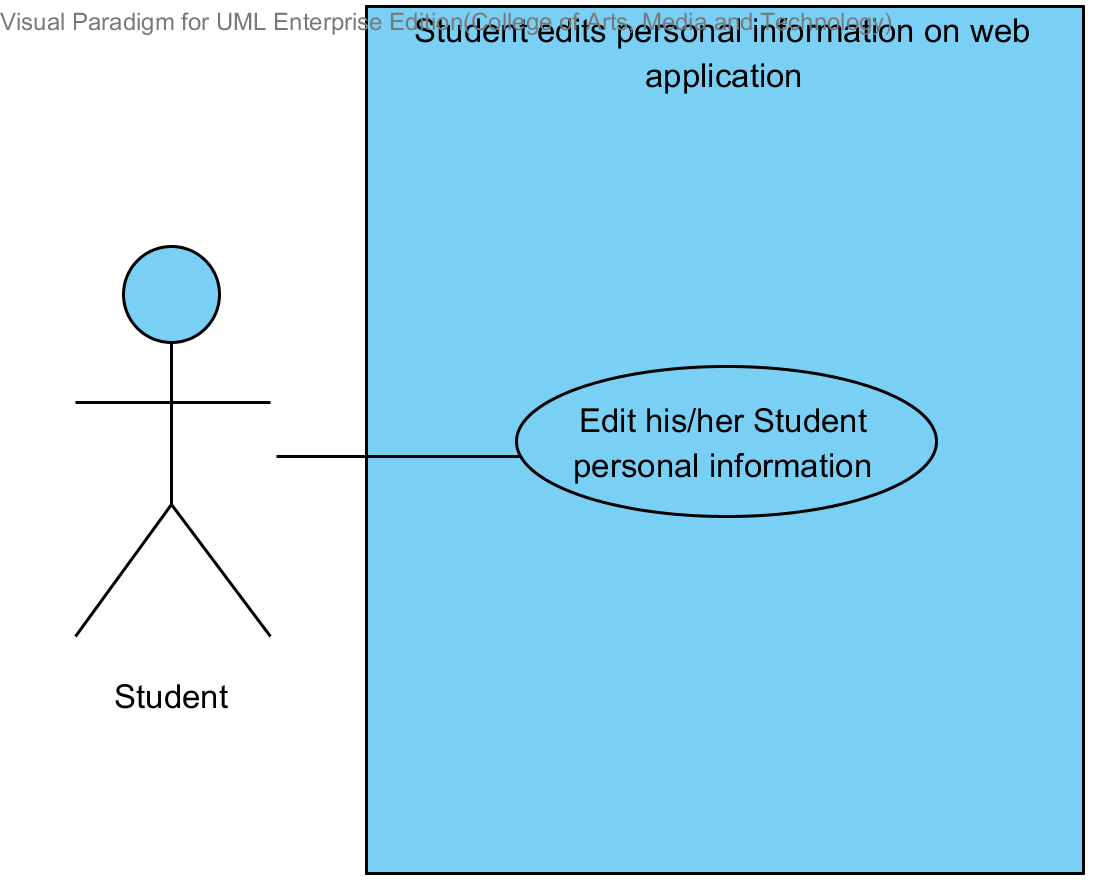 Visual Paradigm for UML Enterprise Edition(College of Arts, Media and Technology)
Student edits personal information on web
application
Edit his/her Student
personal information
Student